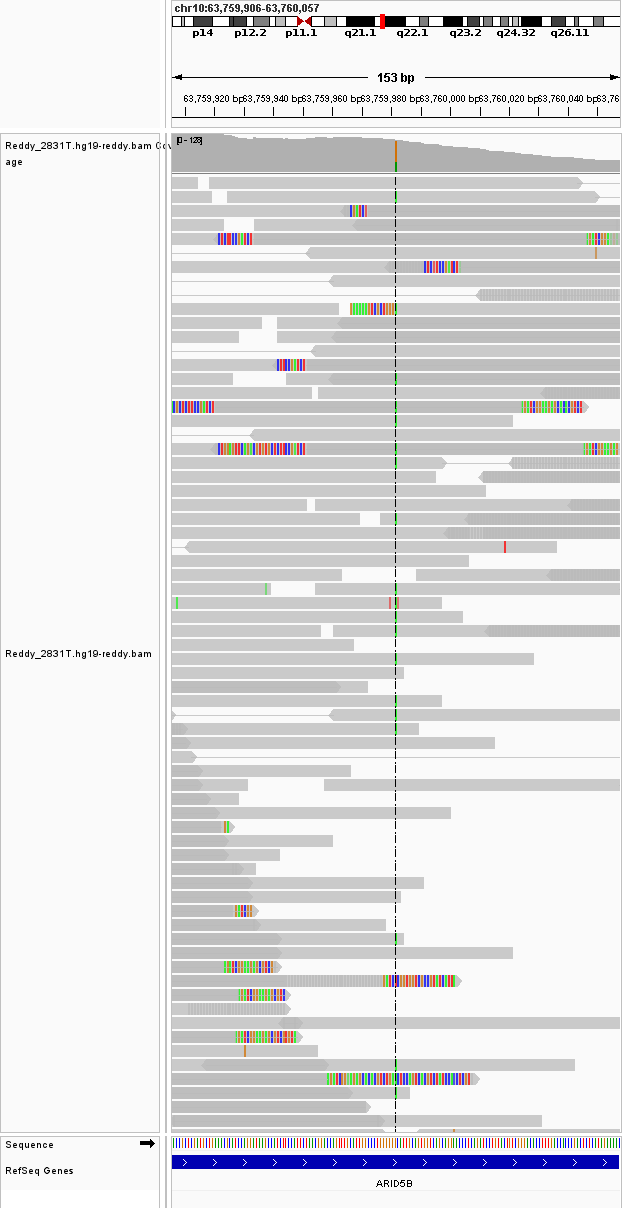 chr10:63,759,906-63,760,057
p14 p12.2 p11.1 q21.1 q22.1 q23.2 q24.32 q26.11
153 bp
63,759,920 bp 63,759,940 bp 63,759,960 bp 63,759,980 bp 63,760,000 bp 63,760,020 bp 63,760,040 bp 63,76
Reddy_2831T.hg19-reddy.bam Cov
age
[0 - 128]
Reddy_2831T.hg19-reddy.bam
Sequence
RefSeq Genes
ARID5B